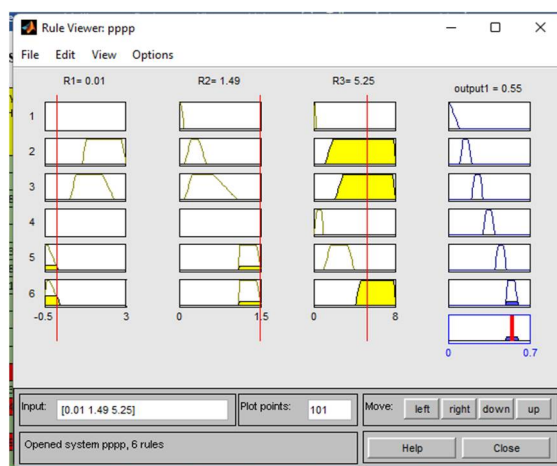 Rule Viewer: pppp
File Edit View Options
R1= 0.01 R2= 1.49 R3= 5.25 output1 = 0.55
1
2
3
4
5
6
-0.5 3 0 1.5 0 8
0 0.7
Input: [0.01 1.49 5.25] Plot points: 101 Move: left right down up
Opened system pppp, 6 rules Help Close